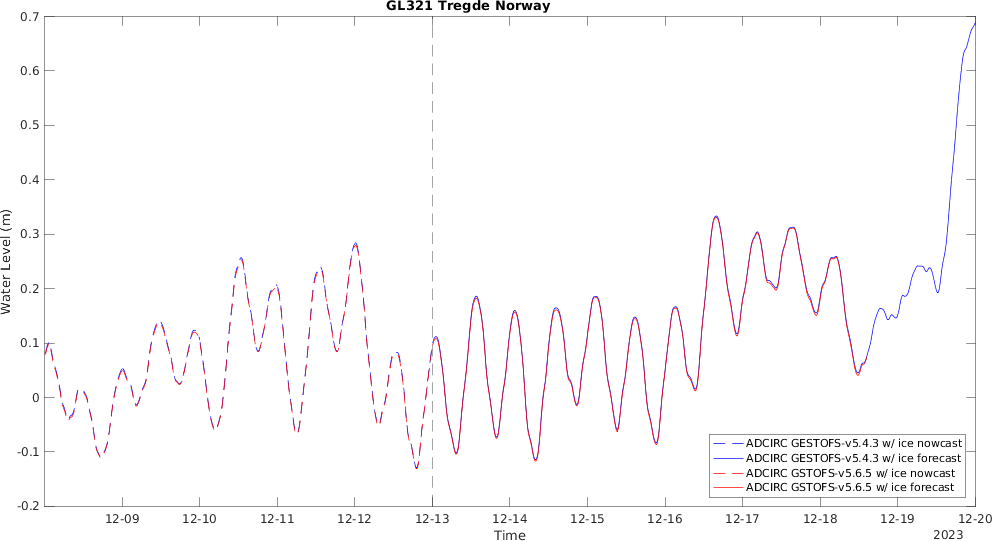 GL321 Tregde Norway
Water Level (m)
0.7
0.6
0.5
0.4
0.3
0.2
0.1
0
-0.1
-0.2
ADCIRC GESTOFS-v5.4.3 w/ ice nowcast
ADCIRC GESTOFS-v5.4.3 w/ ice forecast
ADCIRC GSTOFS-v5.6.5 w/ ice nowcast
ADCIRC GSTOFS-v5.6.5 w/ ice forecast
12-09 12-10 12-11 12-12 12-13 12-14 12-15 12-16 12-17 12-18 12-19 12-20
Time
2023